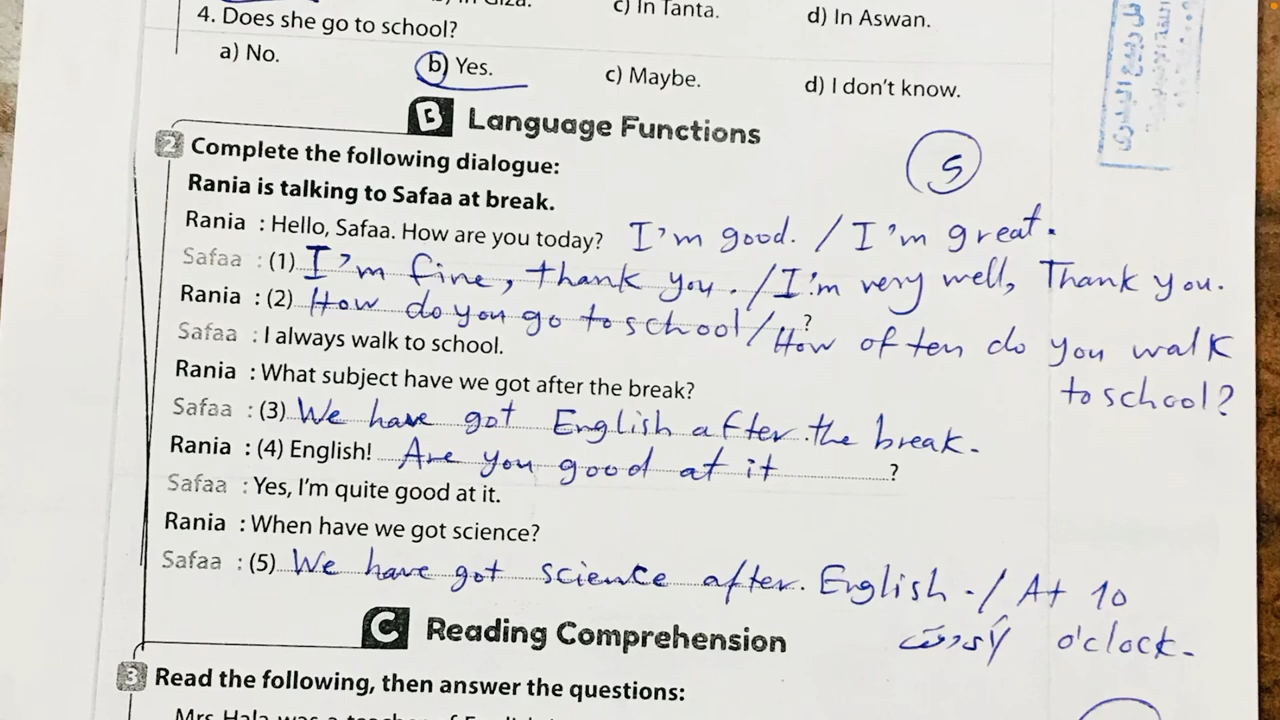 c) In Tanta. d) In Aswan.
4. Does she go to school?
a) No. b) Yes. c) Maybe. d) I don't know.
B Language Functions
5
2 Complete the following dialogue:
Rania is talking to Safaa at break.
Rania : Hello, Safaa. How are you today? I'm good. / I'm great.
Safaa : (1) I'm fine, thank you. / I'm very well, Thank you.
Rania : (2) How do you go to school / How often do you walk to school?
?
Safaa : I always walk to school.
Rania : What subject have we got after the break?
Safaa : (3) We have got English after the break.
Rania : (4) English! Are you good at it ?
Safaa : Yes, I'm quite good at it.
Rania : When have we got science?
Safaa : (5) We have got science after English. / At 10
o'clock.
C Reading Comprehension
3 Read the following, then answer the questions: